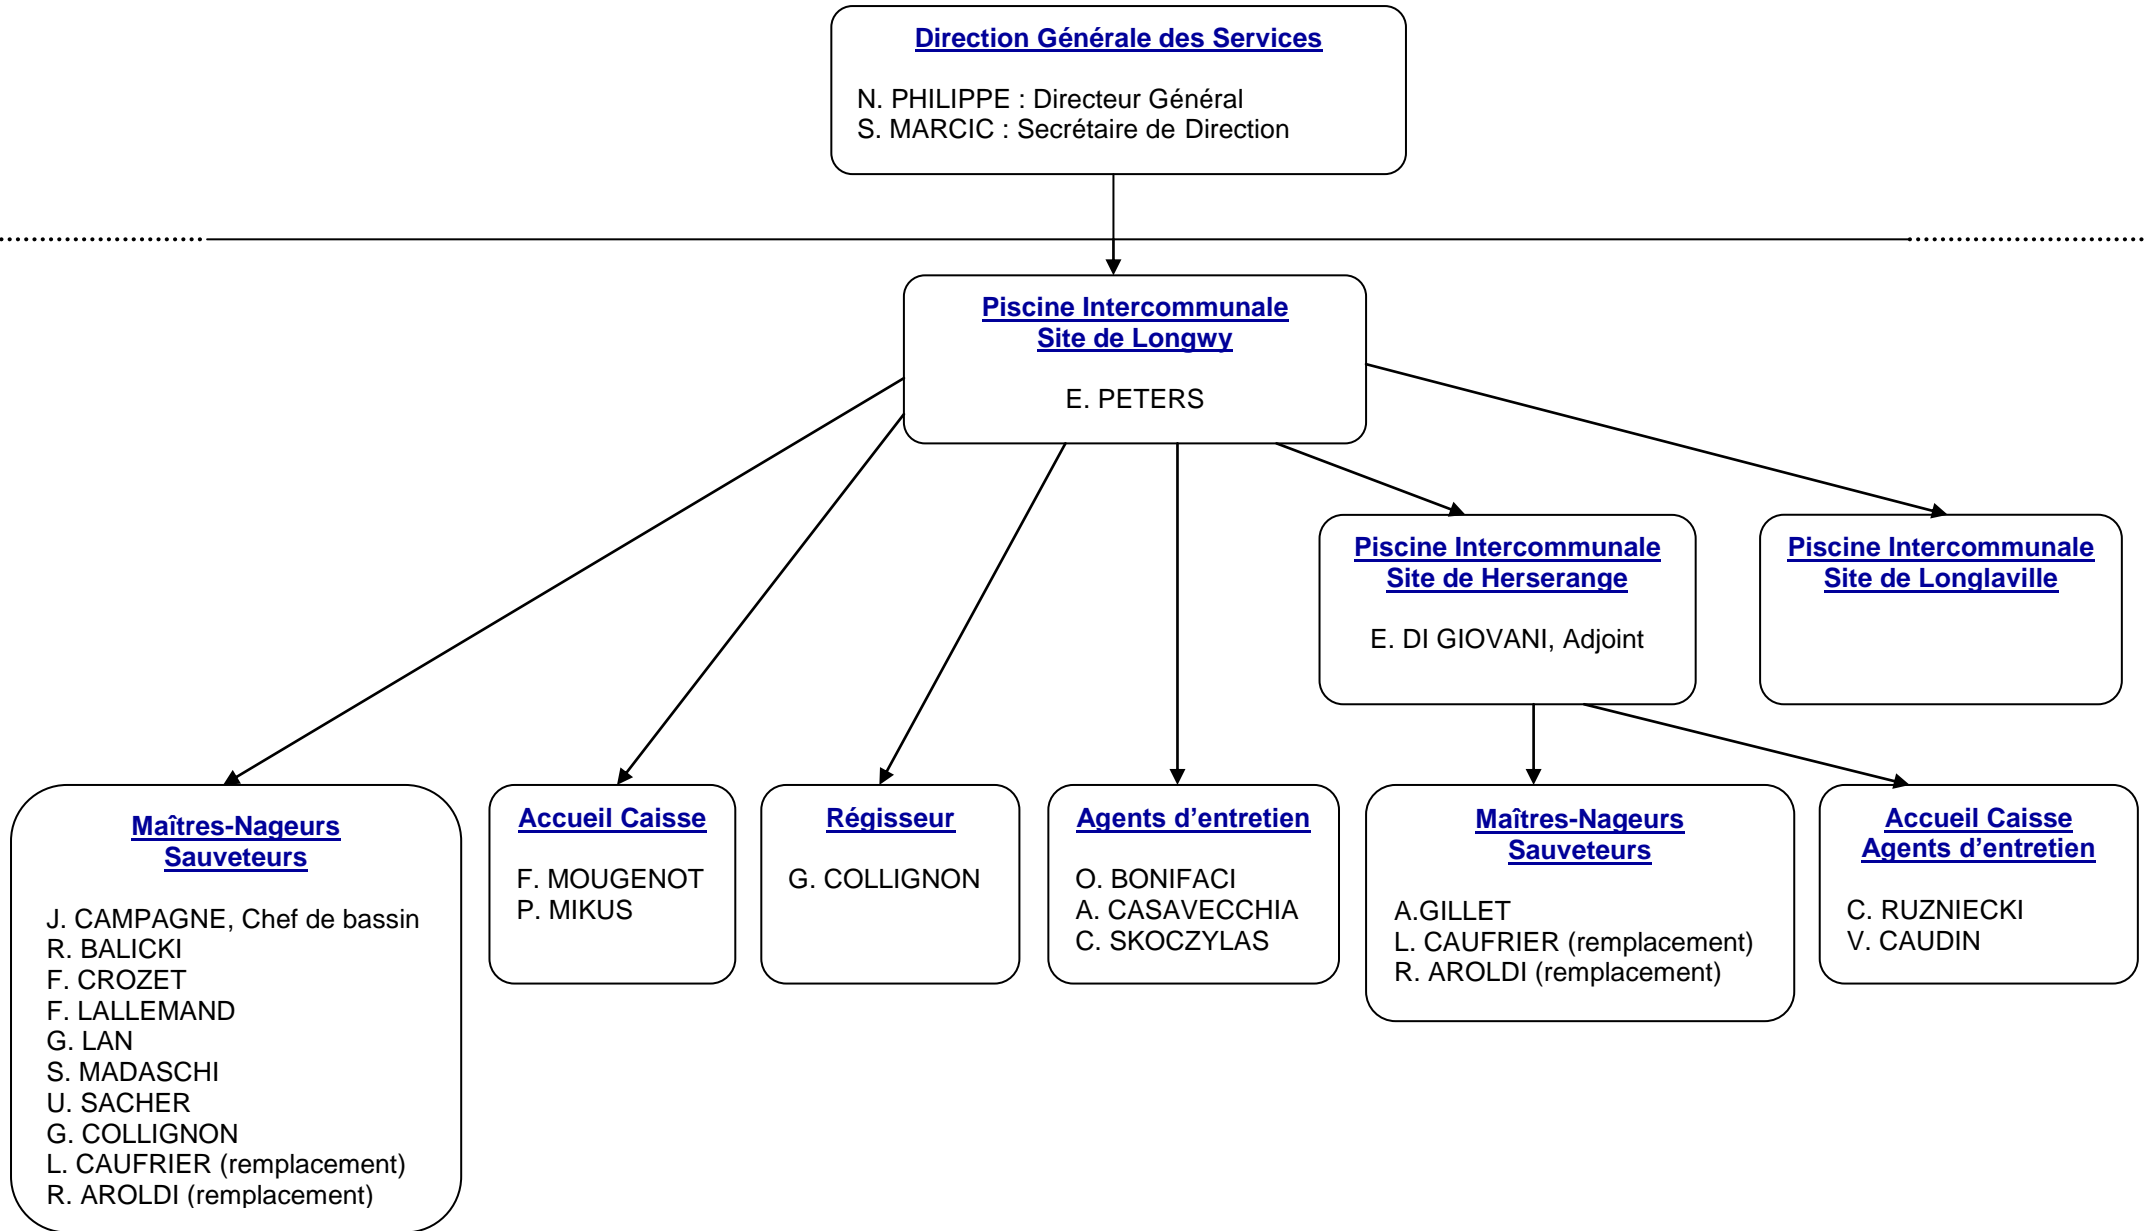 Direction Générale des Services
N. PHILIPPE : Directeur Général
S. MARCIC : Secrétaire de Direction
Piscine Intercommunale
Site de Longwy
E. PETERS
Piscine Intercommunale
Site de Herserange
E. DI GIOVANI, Adjoint
Piscine Intercommunale
Site de Longlaville
Maîtres-Nageurs
Sauveteurs
J. CAMPAGNE, Chef de bassin
R. BALICKI
F. CROZET
F. LALLEMAND
G. LAN
S. MADASCHI
U. SACHER
G. COLLIGNON
L. CAUFRIER (remplacement)
R. AROLDI (remplacement)
Accueil Caisse
F. MOUGENOT
P. MIKUS
Régisseur
G. COLLIGNON
Agents d’entretien
O. BONIFACI
A. CASAVECCHIA
C. SKOCZYLAS
Maîtres-Nageurs
Sauveteurs
A.GILLET
L. CAUFRIER (remplacement)
R. AROLDI (remplacement)
Accueil Caisse
Agents d’entretien
C. RUZNIECKI
V. CAUDIN